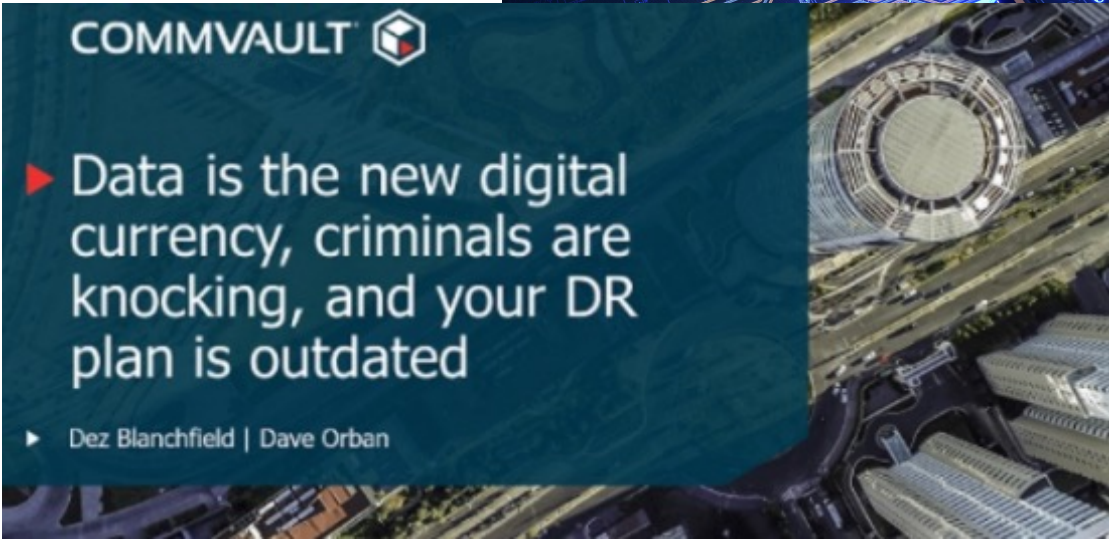 COMMVAULT
Data is the new digital
currency, criminals are
knocking, and your DR
plan is outdated
Dez Blanchfield | Dave Orban